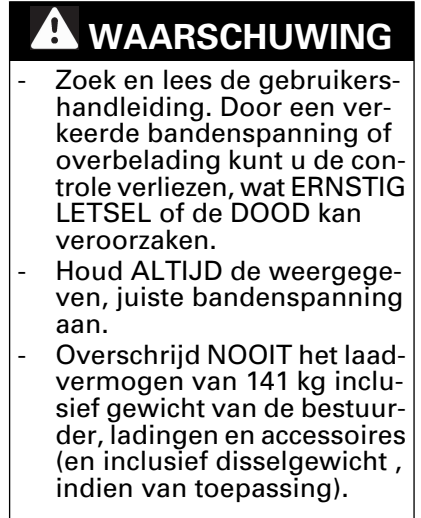 WAARSCHUWING
- Zoek en lees de gebruikers-
handleiding. Door een ver-
keerde bandenspanning of
overbelading kunt u de con-
trole verliezen, wat ERNSTIG
LETSEL of de DOOD kan
veroorzaken.
- Houd ALTIJD de weergege-
ven, juiste bandenspanning
aan.
- Overschrijd NOOIT het laad-
vermogen van 141 kg inclu-
sief gewicht van de bestuur-
der, ladingen en accessoires
(en inclusief disselgewicht ,
indien van toepassing).